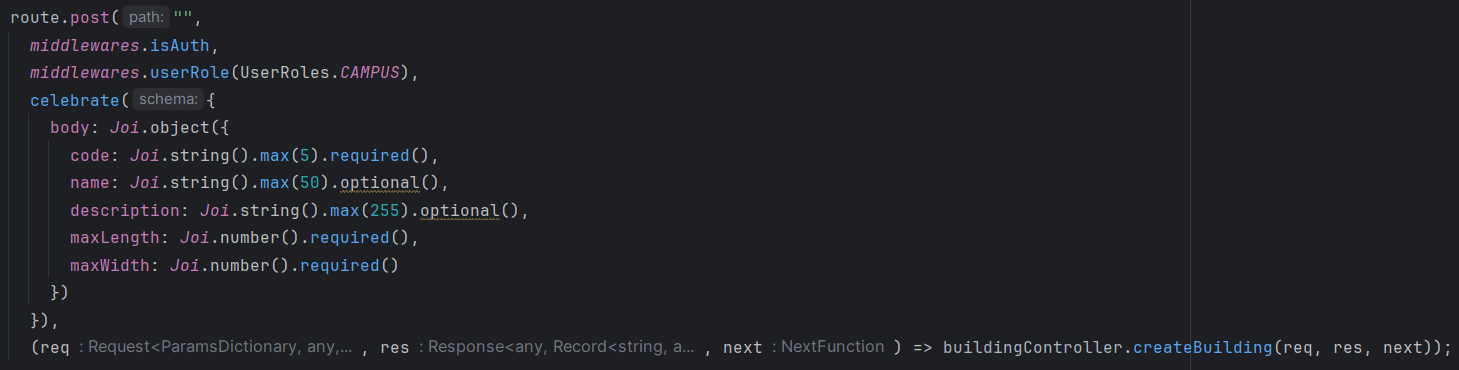 route.post( path: "",
middlewares.isAuth,
middlewares.userRole(UserRoles.CAMPUS),
celebrate( schema: {
body: Joi.object({
code: Joi.string().max(5).required(),
name: Joi.string().max(50).optional(),
description: Joi.string().max(255).optional(),
maxLength: Joi.number().required(),
maxWidth: Joi.number().required()
})
}),
(req : Request<ParamsDictionary, any,... , res : Response<any, Record<string, a... , next : NextFunction ) => buildingController.createBuilding(req, res, next));